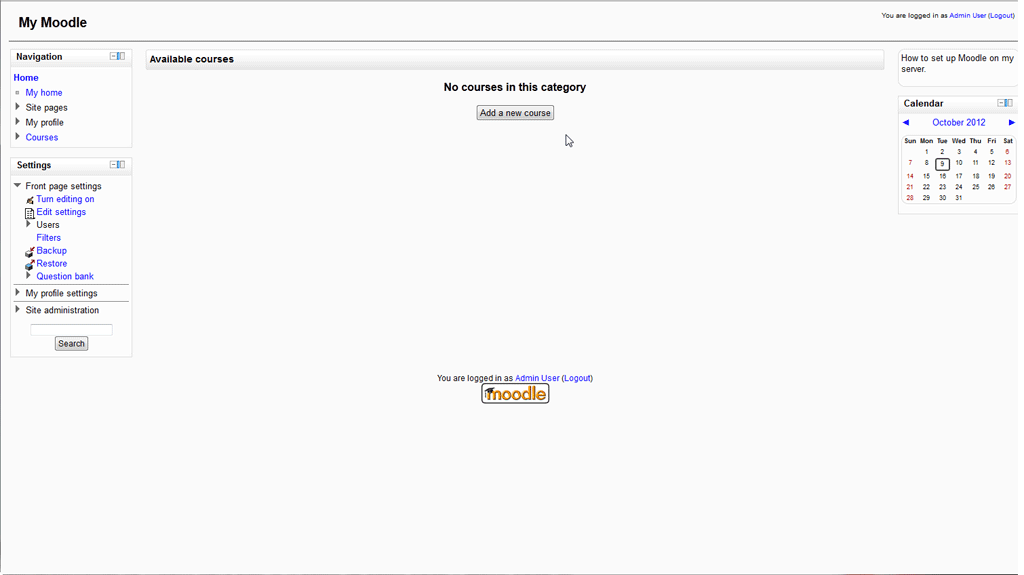 My Moodle
You are logged in as Admin User (Logout)
Navigation
Home
My home
Site pages
My profile
Courses
Settings
Front page settings
Turn editing on
Edit settings
Users
Filters
Backup
Restore
Question bank
My profile settings
Site administration
Search
Available courses
No courses in this category
Add a new course
How to set up Moodle on my
server.
Calendar
October 2012
Sun Mon Tue Wed Thu Fri Sat
1 2 3 4 5 6
7 8 9 10 11 12 13
14 15 16 17 18 19 20
21 22 23 24 25 26 27
28 29 30 31
You are logged in as Admin User (Logout)
moodle